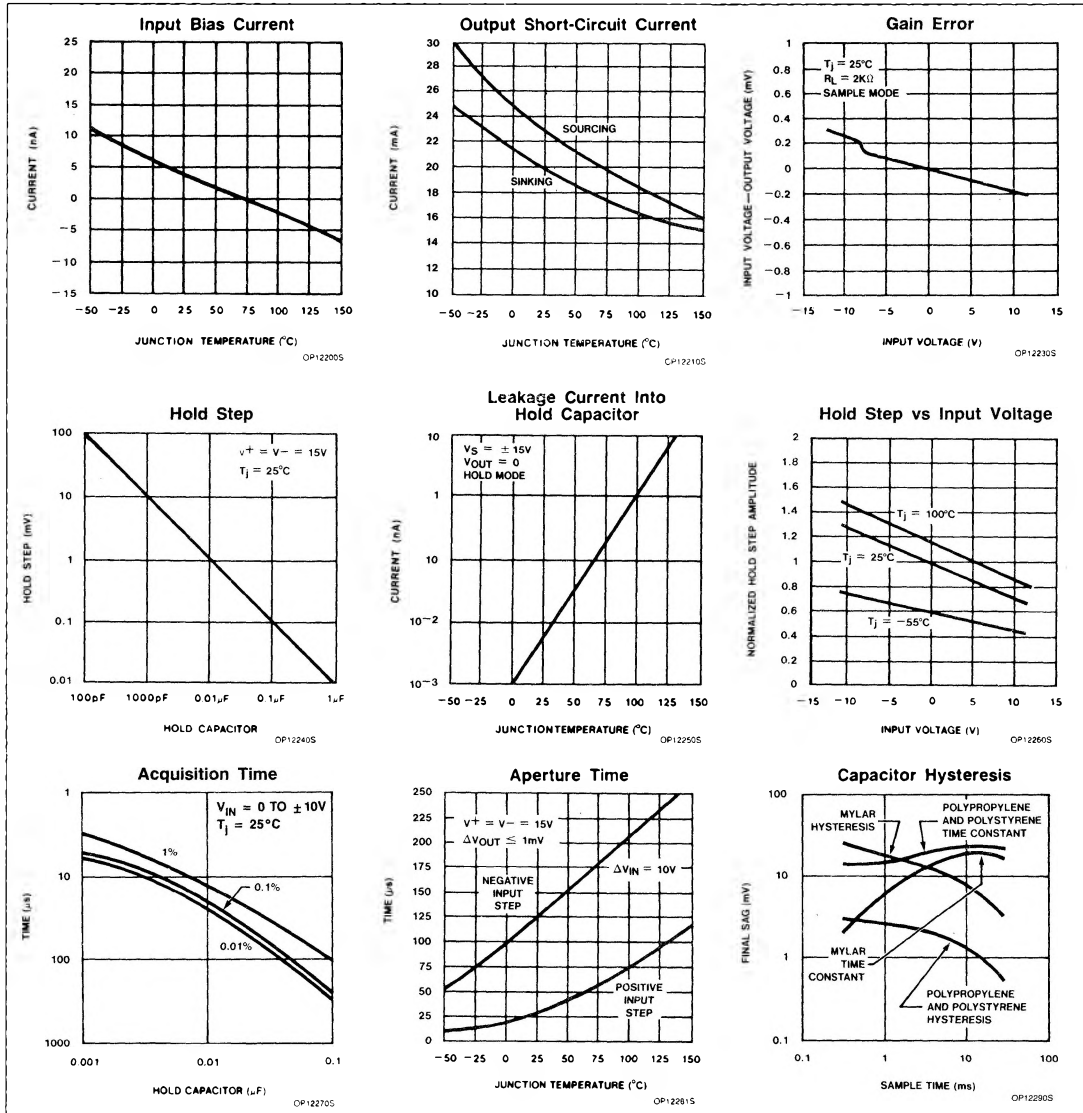 Input Bias Current
25
20
15
10
5
0
−5
−10
−15
CURRENT (nA)
−50 −25 0 25 50 75 100 125 150
JUNCTION TEMPERATURE (°C)
OP12200S
Output Short-Circuit Current
30
28
26
24
22
20
18
16
14
12
10
CURRENT (mA)
SOURCING
SINKING
−50 −25 0 25 50 75 100 125 150
JUNCTION TEMPERATURE (°C)
OP12210S
Gain Error
1
0.8
0.6
0.4
0.2
0
−0.2
−0.4
−0.6
−0.8
−1
INPUT VOLTAGE—OUTPUT VOLTAGE (mV)
Tj = 25°C
RL = 2KΩ
SAMPLE MODE
−15 −10 −5 0 5 10 15
INPUT VOLTAGE (V)
OP12230S
Hold Step
100
10
1
0.1
0.01
HOLD STEP (mV)
V+ = V− = 15V
Tj = 25°C
100pF 1000pF 0.01µF 0.1µF 1µF
HOLD CAPACITOR
OP12240S
Leakage Current Into
Hold Capacitor
10
1
10
10−2
10−3
CURRENT (nA)
VS = ±15V
VOUT = 0
HOLD MODE
−50 −25 0 25 50 75 100 125 150
JUNCTION TEMPERATURE (°C)
OP12250S
Hold Step vs Input Voltage
2
1.8
1.6
1.4
1.2
1.0
0.8
0.6
0.4
0.2
0
NORMALIZED HOLD STEP AMPLITUDE
Tj = 100°C
Tj = 25°C
Tj = −55°C
−15 −10 −5 0 5 10 15
INPUT VOLTAGE (V)
OP12260S
Acquisition Time
1
10
100
1000
TIME (µs)
VIN = 0 TO ±10V
Tj = 25°C
1%
0.1%
0.01%
0.001 0.01 0.1
HOLD CAPACITOR (µF)
OP12270S
Aperture Time
250
225
200
175
150
125
100
75
50
25
0
TIME (µs)
V+ = V− = 15V
ΔVOUT ≤ 1mV
ΔVIN = 10V
NEGATIVE
INPUT
STEP
POSITIVE
INPUT
STEP
−50 −25 0 25 50 75 100 125 150
JUNCTION TEMPERATURE (°C)
OP12281S
Capacitor Hysteresis
100
10
1
0.1
FINAL SAG (mV)
MYLAR
HYSTERESIS
POLYPROPYLENE
AND POLYSTYRENE
TIME CONSTANT
MYLAR
TIME
CONSTANT
POLYPROPYLENE
AND POLYSTYRENE
HYSTERESIS
0.1 1 10 100
SAMPLE TIME (ms)
OP12290S